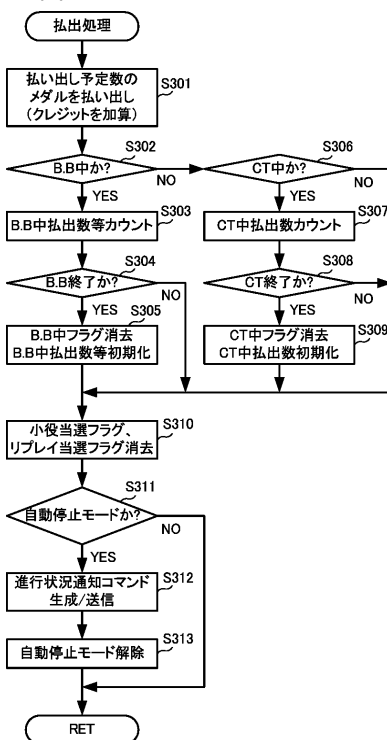 払出処理
払い出し予定数の
メダルを払い出し
(クレジットを加算)
S301
B.B中か?
S302
YES
NO
B.B中払出数等カウント
S303
B.B終了か?
S304
YES
NO
B.B中フラグ消去
B.B中払出数等初期化
S305
CT中か?
S306
YES
NO
CT中払出数カウント
S307
CT終了か?
S308
YES
NO
CT中フラグ消去
CT中払出数初期化
S309
小役当選フラグ、
リプレイ当選フラグ消去
S310
自動停止モードか?
S311
YES
NO
進行状況通知コマンド
生成/送信
S312
自動停止モード解除
S313
RET